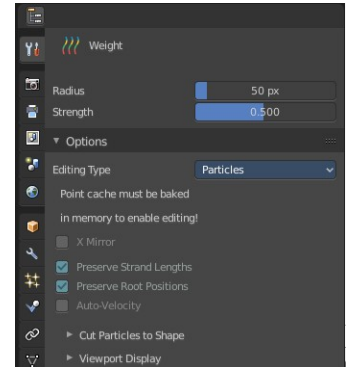 Weight
Radius 50 px
Strength 0.500
Options
Editing Type Particles
Point cache must be baked
in memory to enable editing!
X Mirror
Preserve Strand Lengths
Preserve Root Positions
Auto-Velocity
Cut Particles to Shape
Viewport Display